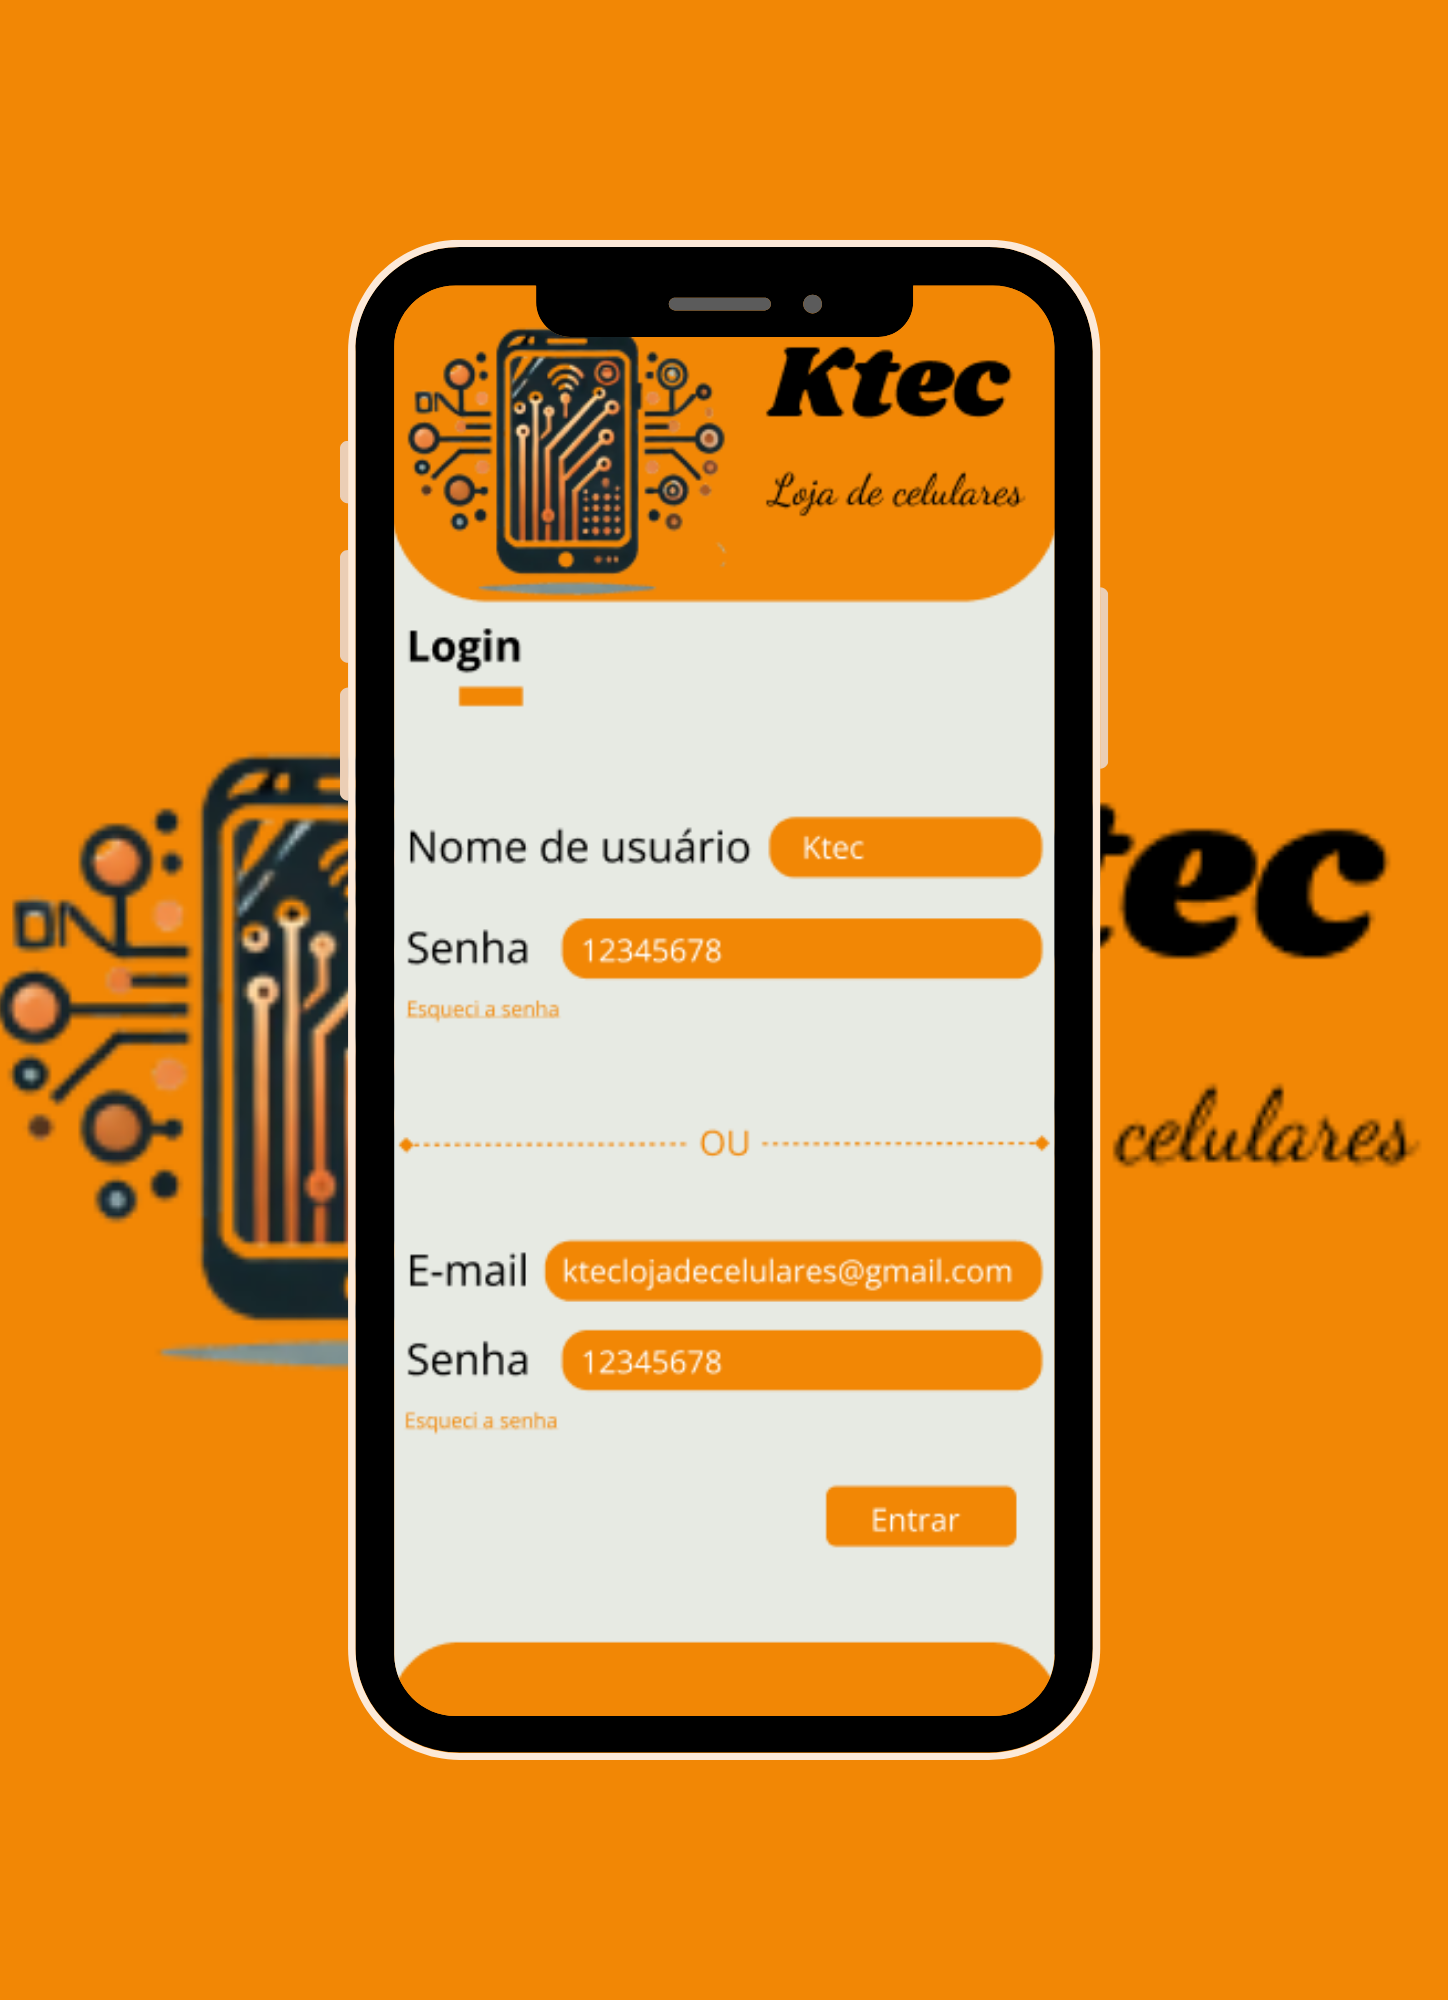 Ktec
Loja de celulares
Login
Nome de usuário Ktec
Senha 12345678
Esqueci a senha
OU
E-mail kteclojadecelulares@gmail.com
Senha 12345678
Esqueci a senha
Entrar
tec
celulares